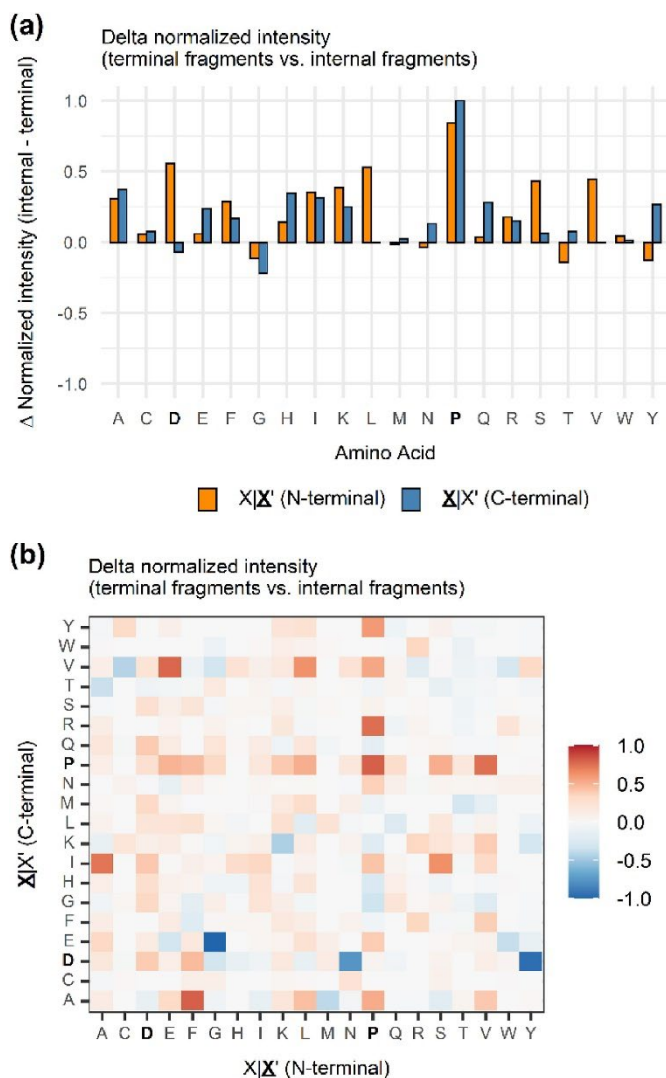 (a)
Delta normalized intensity
(terminal fragments vs. internal fragments)
Δ Normalized intensity (internal - terminal)
1.0
0.5
0.0
-0.5
-1.0
A C D E F G H I K L M N P Q R S T V W Y
Amino Acid
X|X' (N-terminal) X|X' (C-terminal)
(b)
Delta normalized intensity
(terminal fragments vs. internal fragments)
X|X' (C-terminal)
Y
W
V
T
S
R
Q
P
N
M
L
K
I
H
G
F
E
D
C
A
A C D E F G H I K L M N P Q R S T V W Y
X|X' (N-terminal)
1.0
0.5
0.0
-0.5
-1.0